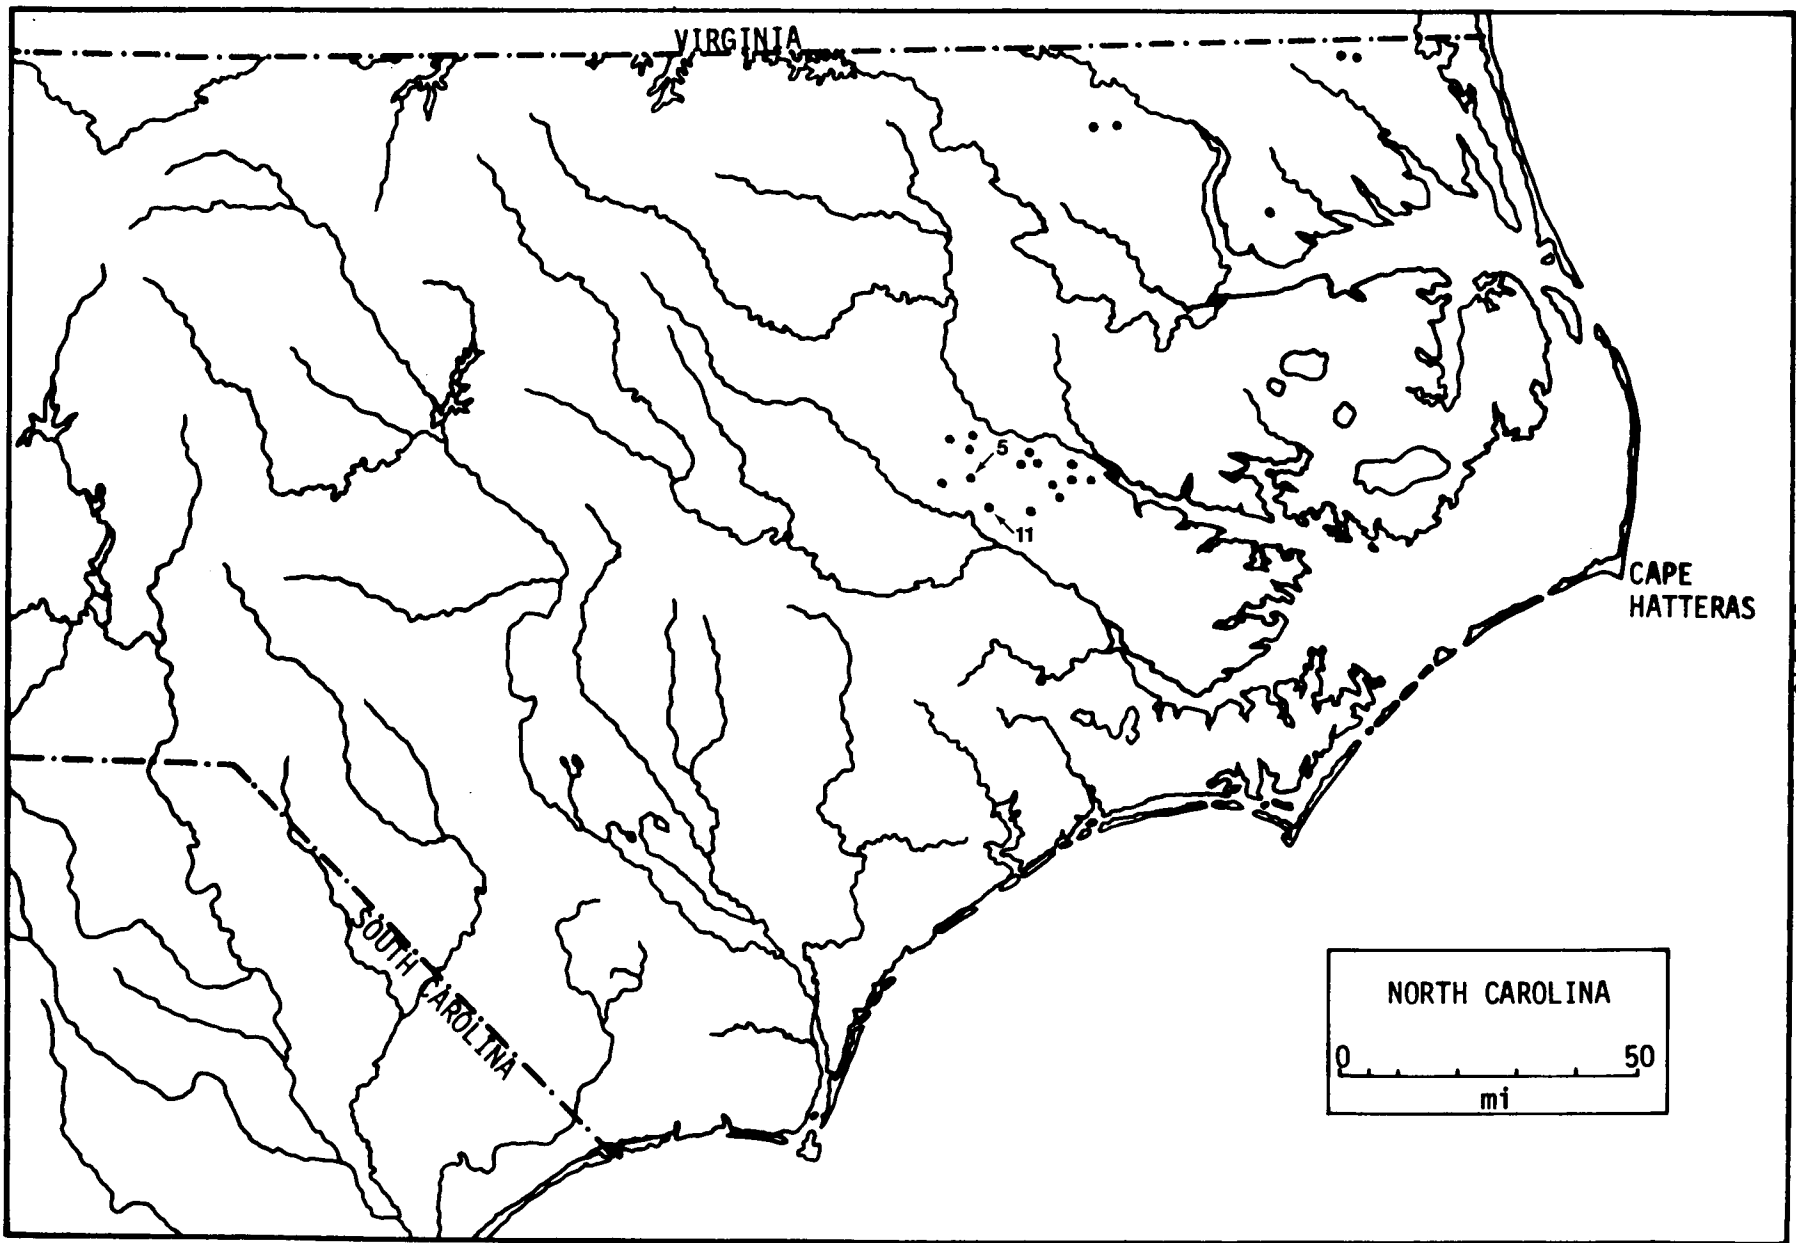 VIRGINIA
5
11
CAPE
HATTERAS
SOUTH CAROLINA
NORTH CAROLINA
0 50
mi